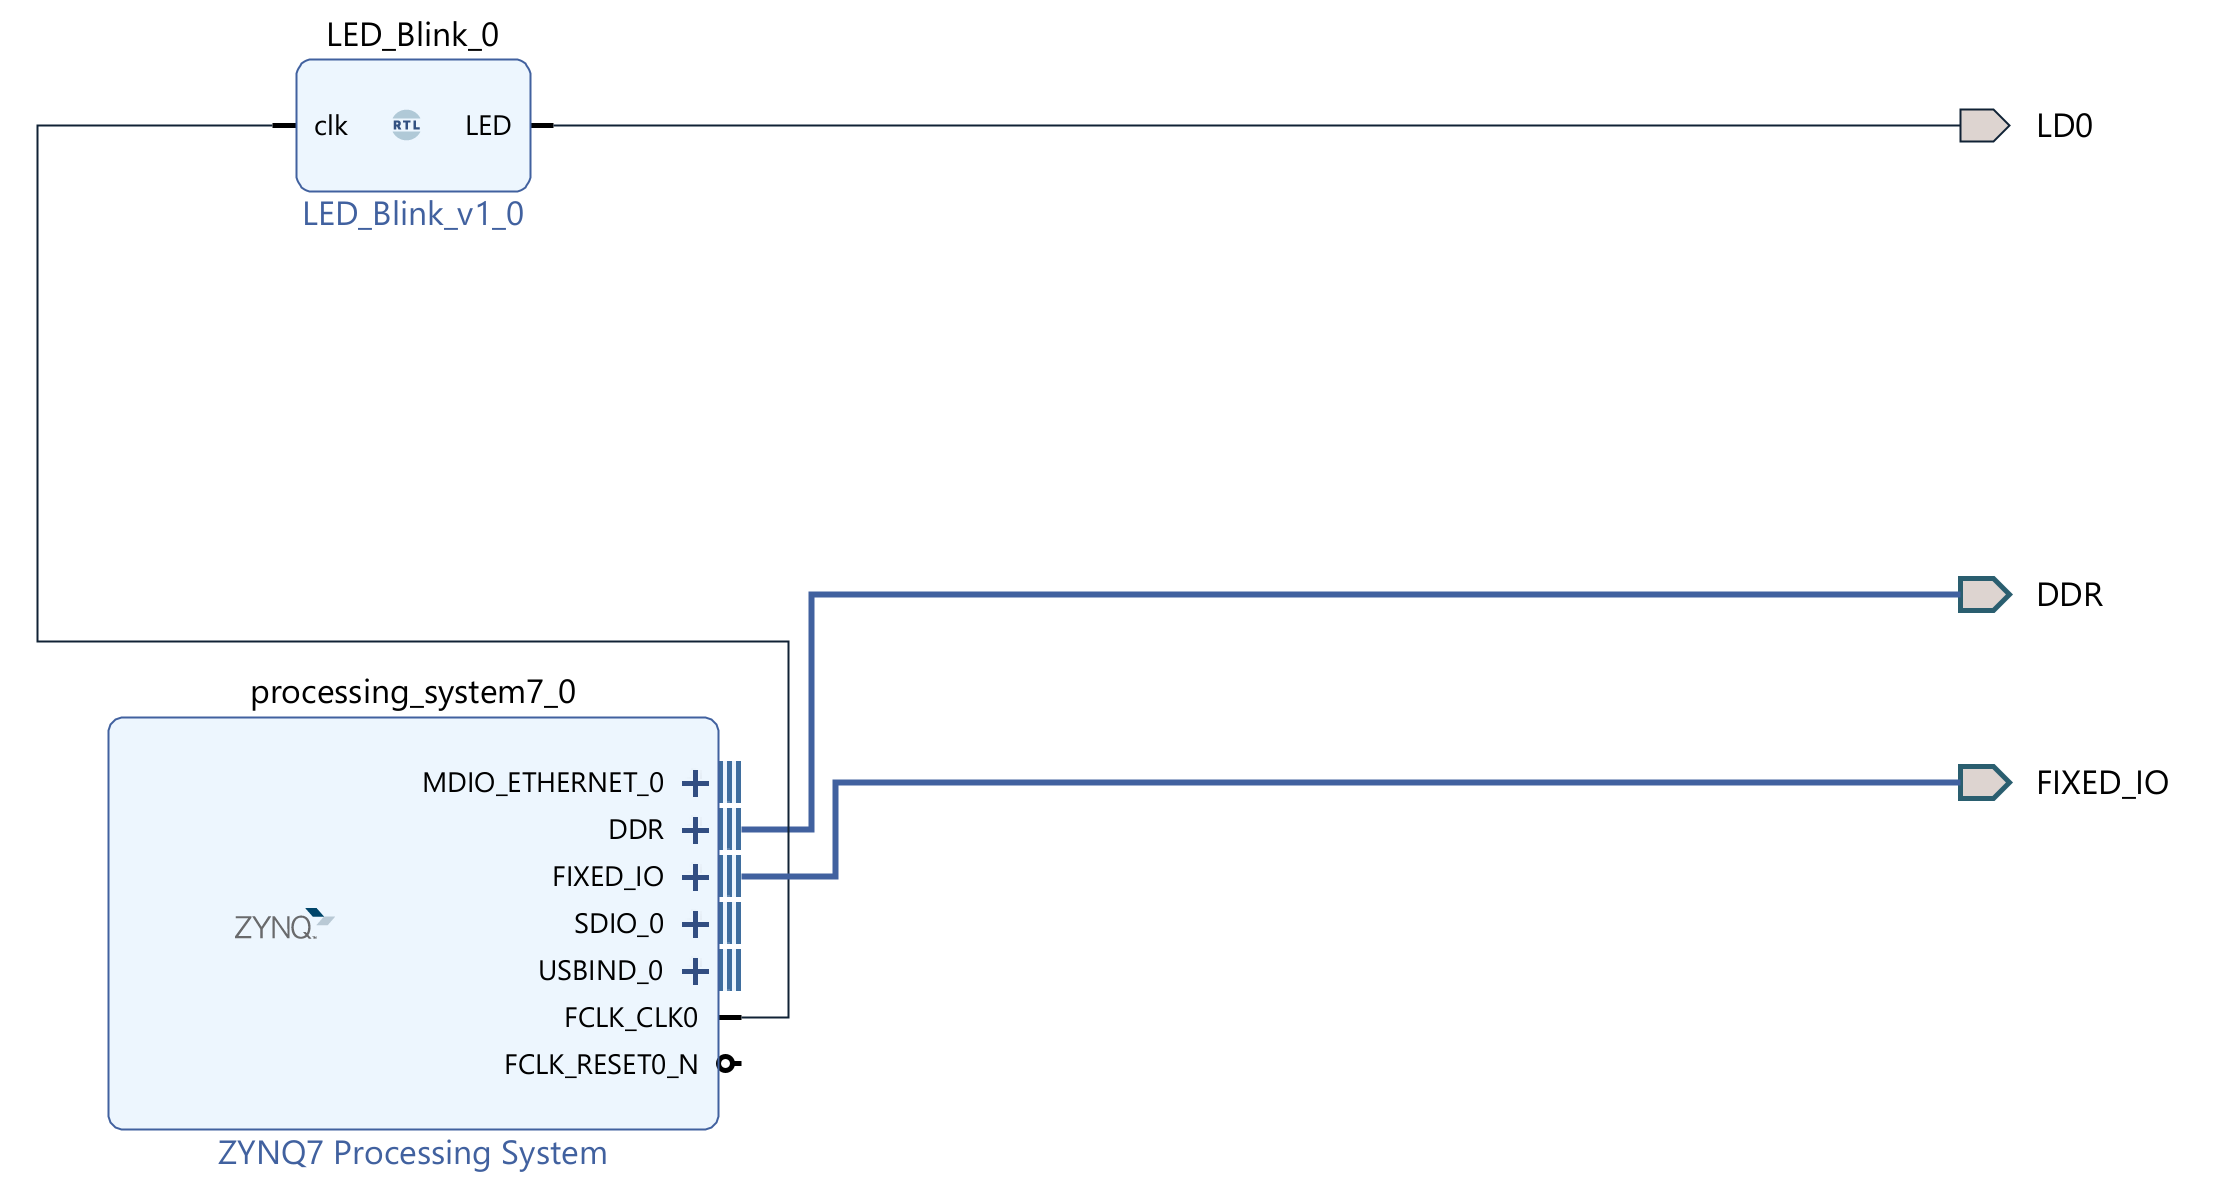 LED_Blink_0
clk RTL LED
LD0
LED_Blink_v1_0
DDR
processing_system7_0
MDIO_ETHERNET_0
FIXED_IO
DDR
FIXED_IO
SDIO_0
ZYNQ
USBIND_0
FCLK_CLK0
FCLK_RESET0_N
ZYNQ7 Processing System